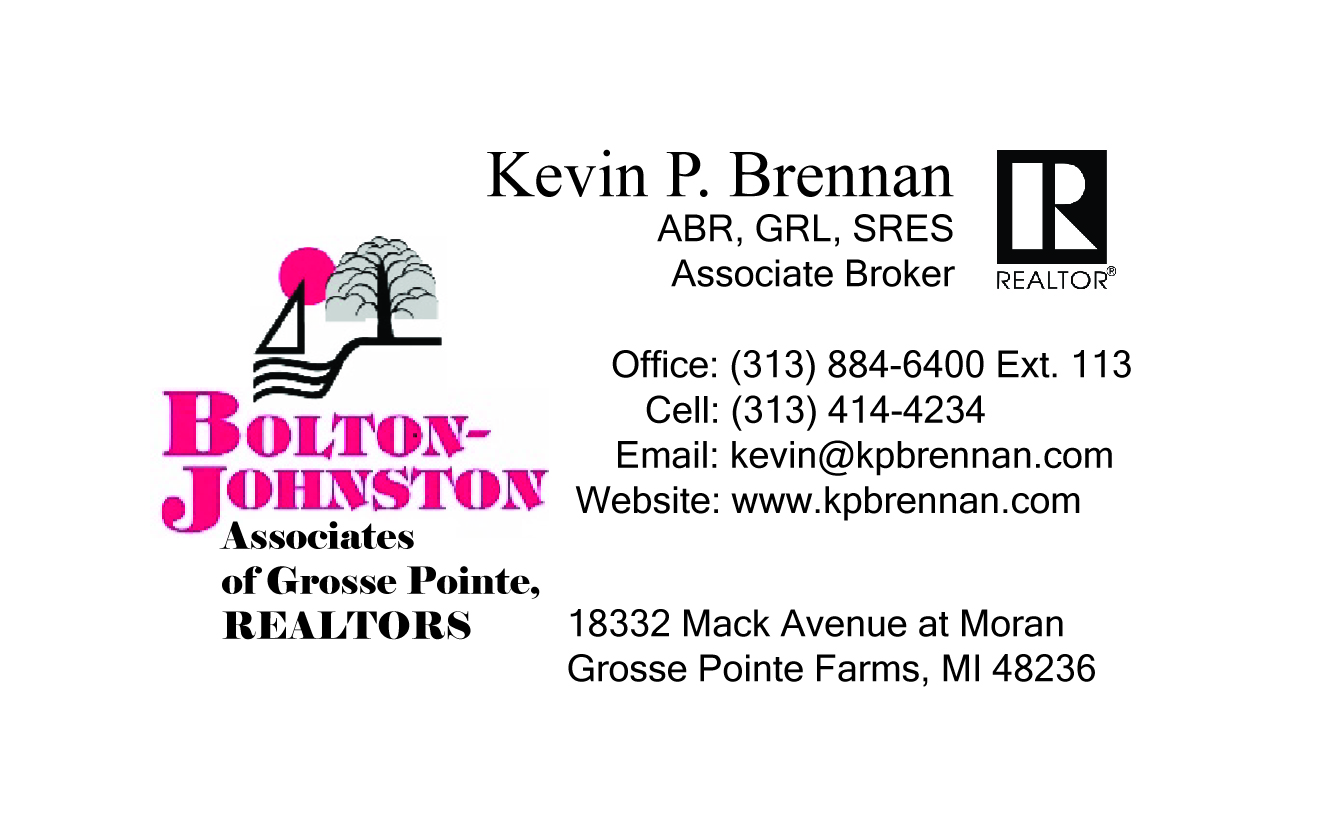 Kevin P. Brennan
ABR, GRL, SRES
Associate Broker
R
REALTOR®
Office: (313) 884-6400 Ext. 113
Cell: (313) 414-4234
Email: kevin@kpbrennan.com
Website: www.kpbrennan.com
BOLTON-
JOHNSTON
Associates
of Grosse Pointe,
REALTORS
18332 Mack Avenue at Moran
Grosse Pointe Farms, MI 48236